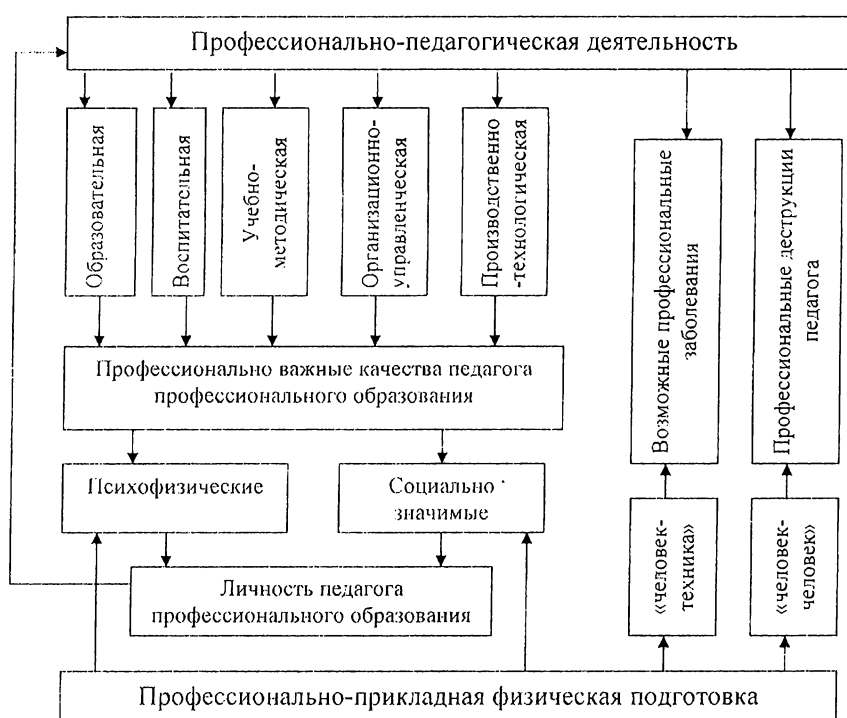 Профессионально-педагогическая деятельность
Образовательная
Воспитательная
Учебно-
методическая
Организационно-
управленческая
Производственно
-технологическая
Возможные профессиональные
заболевания
Профессиональные деструкции
педагога
Профессионально важные качества педагога
профессионального образования
Психофизические
Социально
значимые
«человек-
техника»
«человек-
человек»
Личность педагога
профессионального образования
Профессионально-прикладная физическая подготовка